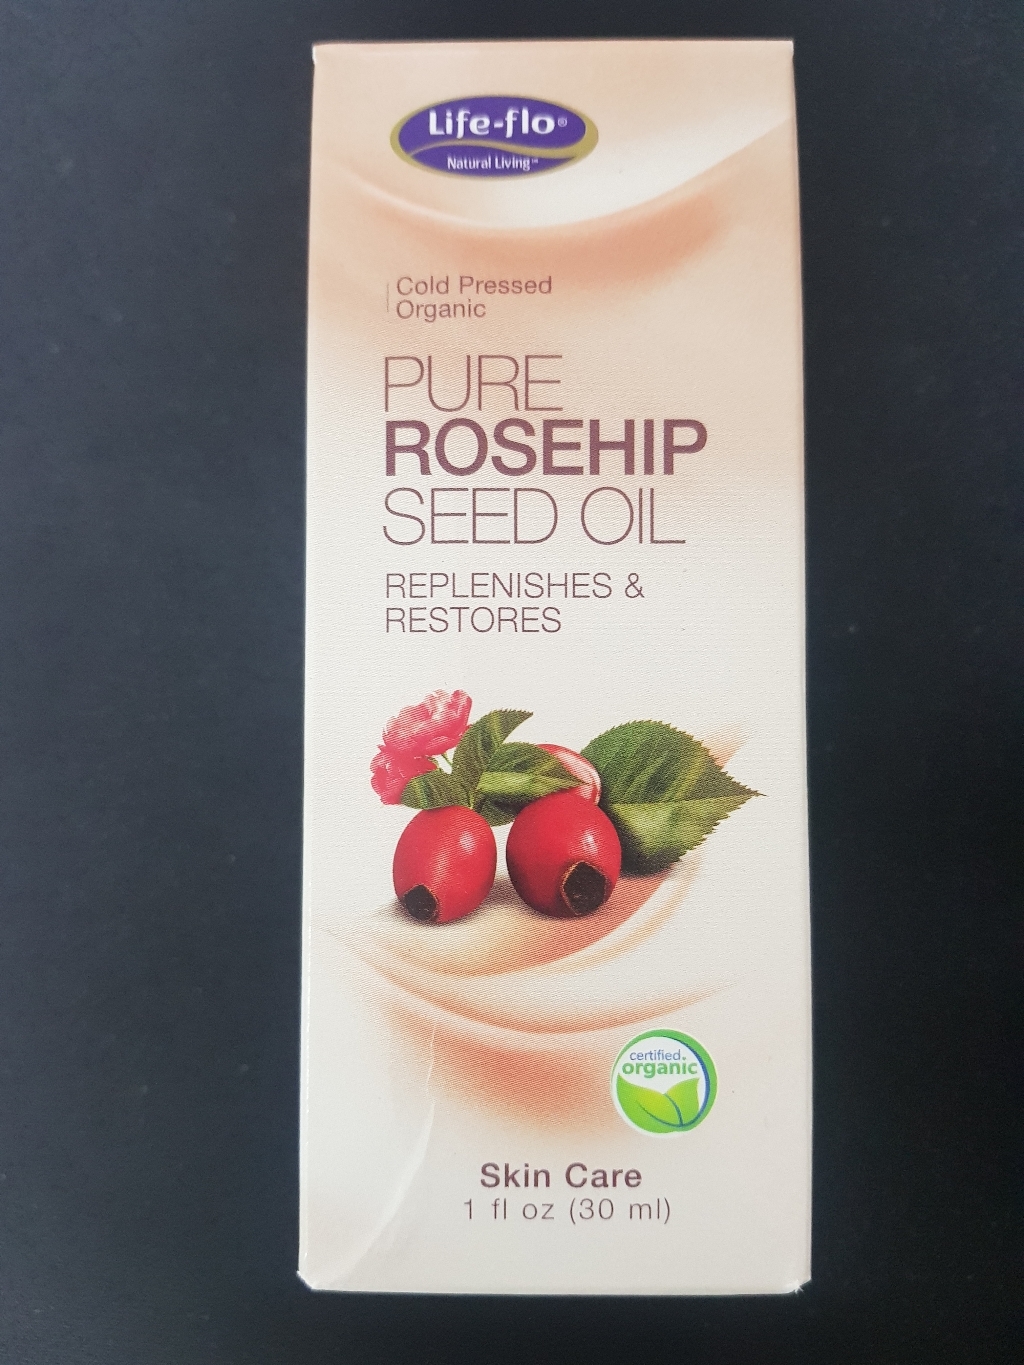 Life-flo®
Natural Living™
Cold Pressed
Organic
PURE
ROSEHIP
SEED OIL
REPLENISHES &
RESTORES
certified
organic
Skin Care
1 fl oz (30 ml)